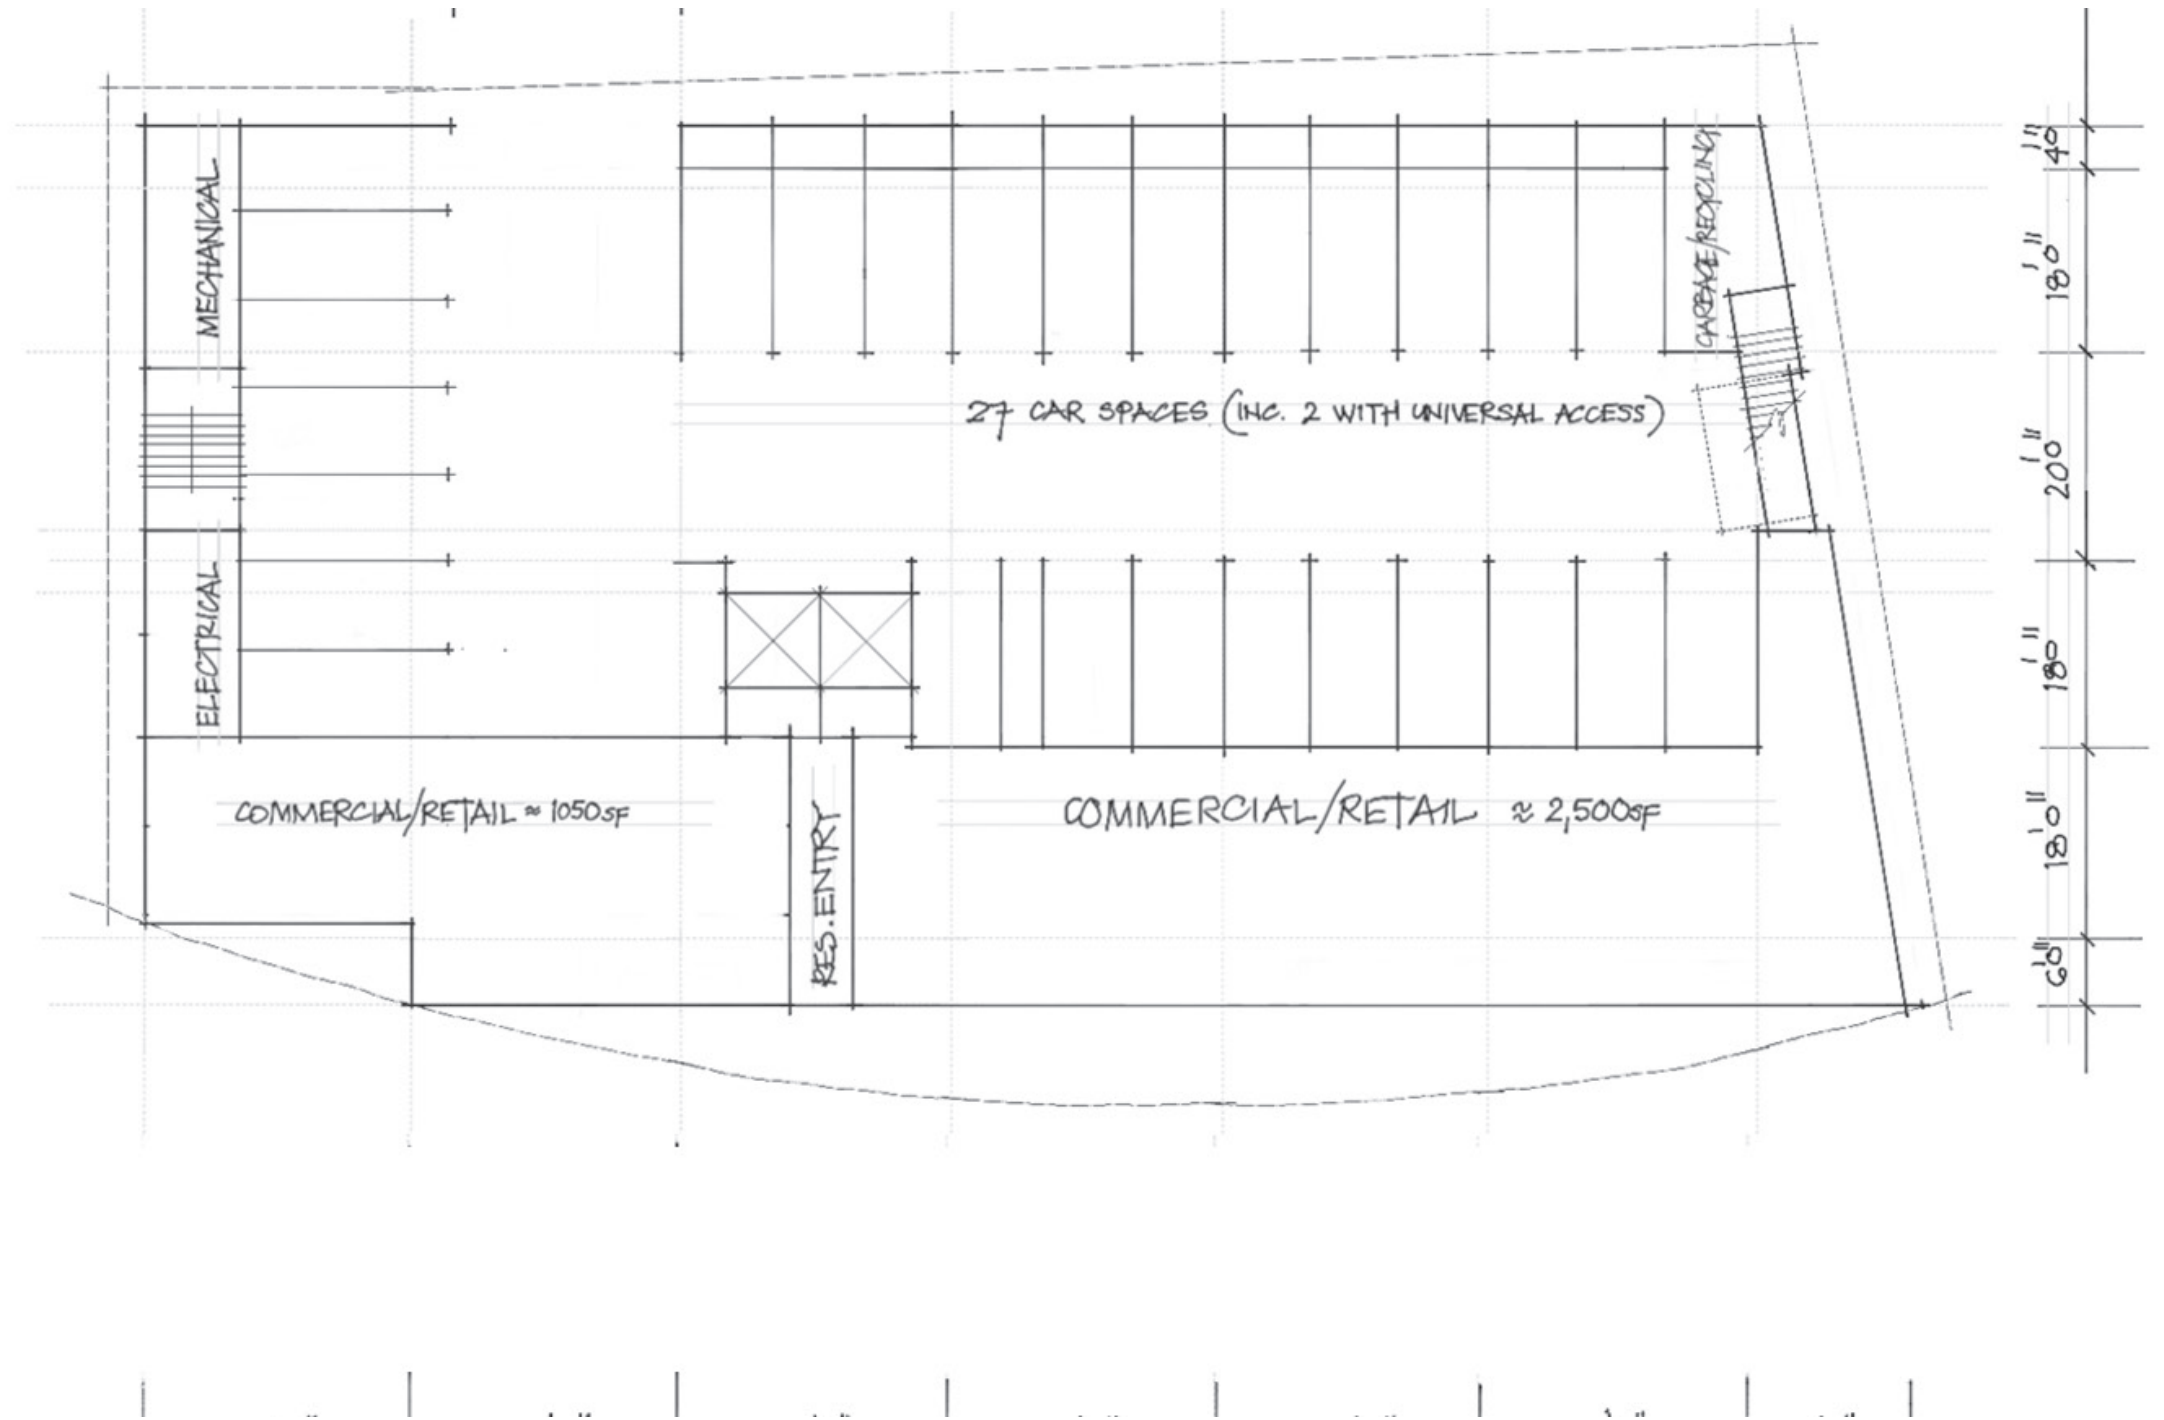 MECHANICAL
GARBAGE/RECYCLING
4'0"
18'0"
27 CAR SPACES (INC. 2 WITH UNIVERSAL ACCESS)
20'0"
ELECTRICAL
18'0"
COMMERCIAL/RETAIL ≈ 1050SF
RES. ENTRY
COMMERCIAL/RETAIL ≈ 2,500SF
18'0"
6'0"